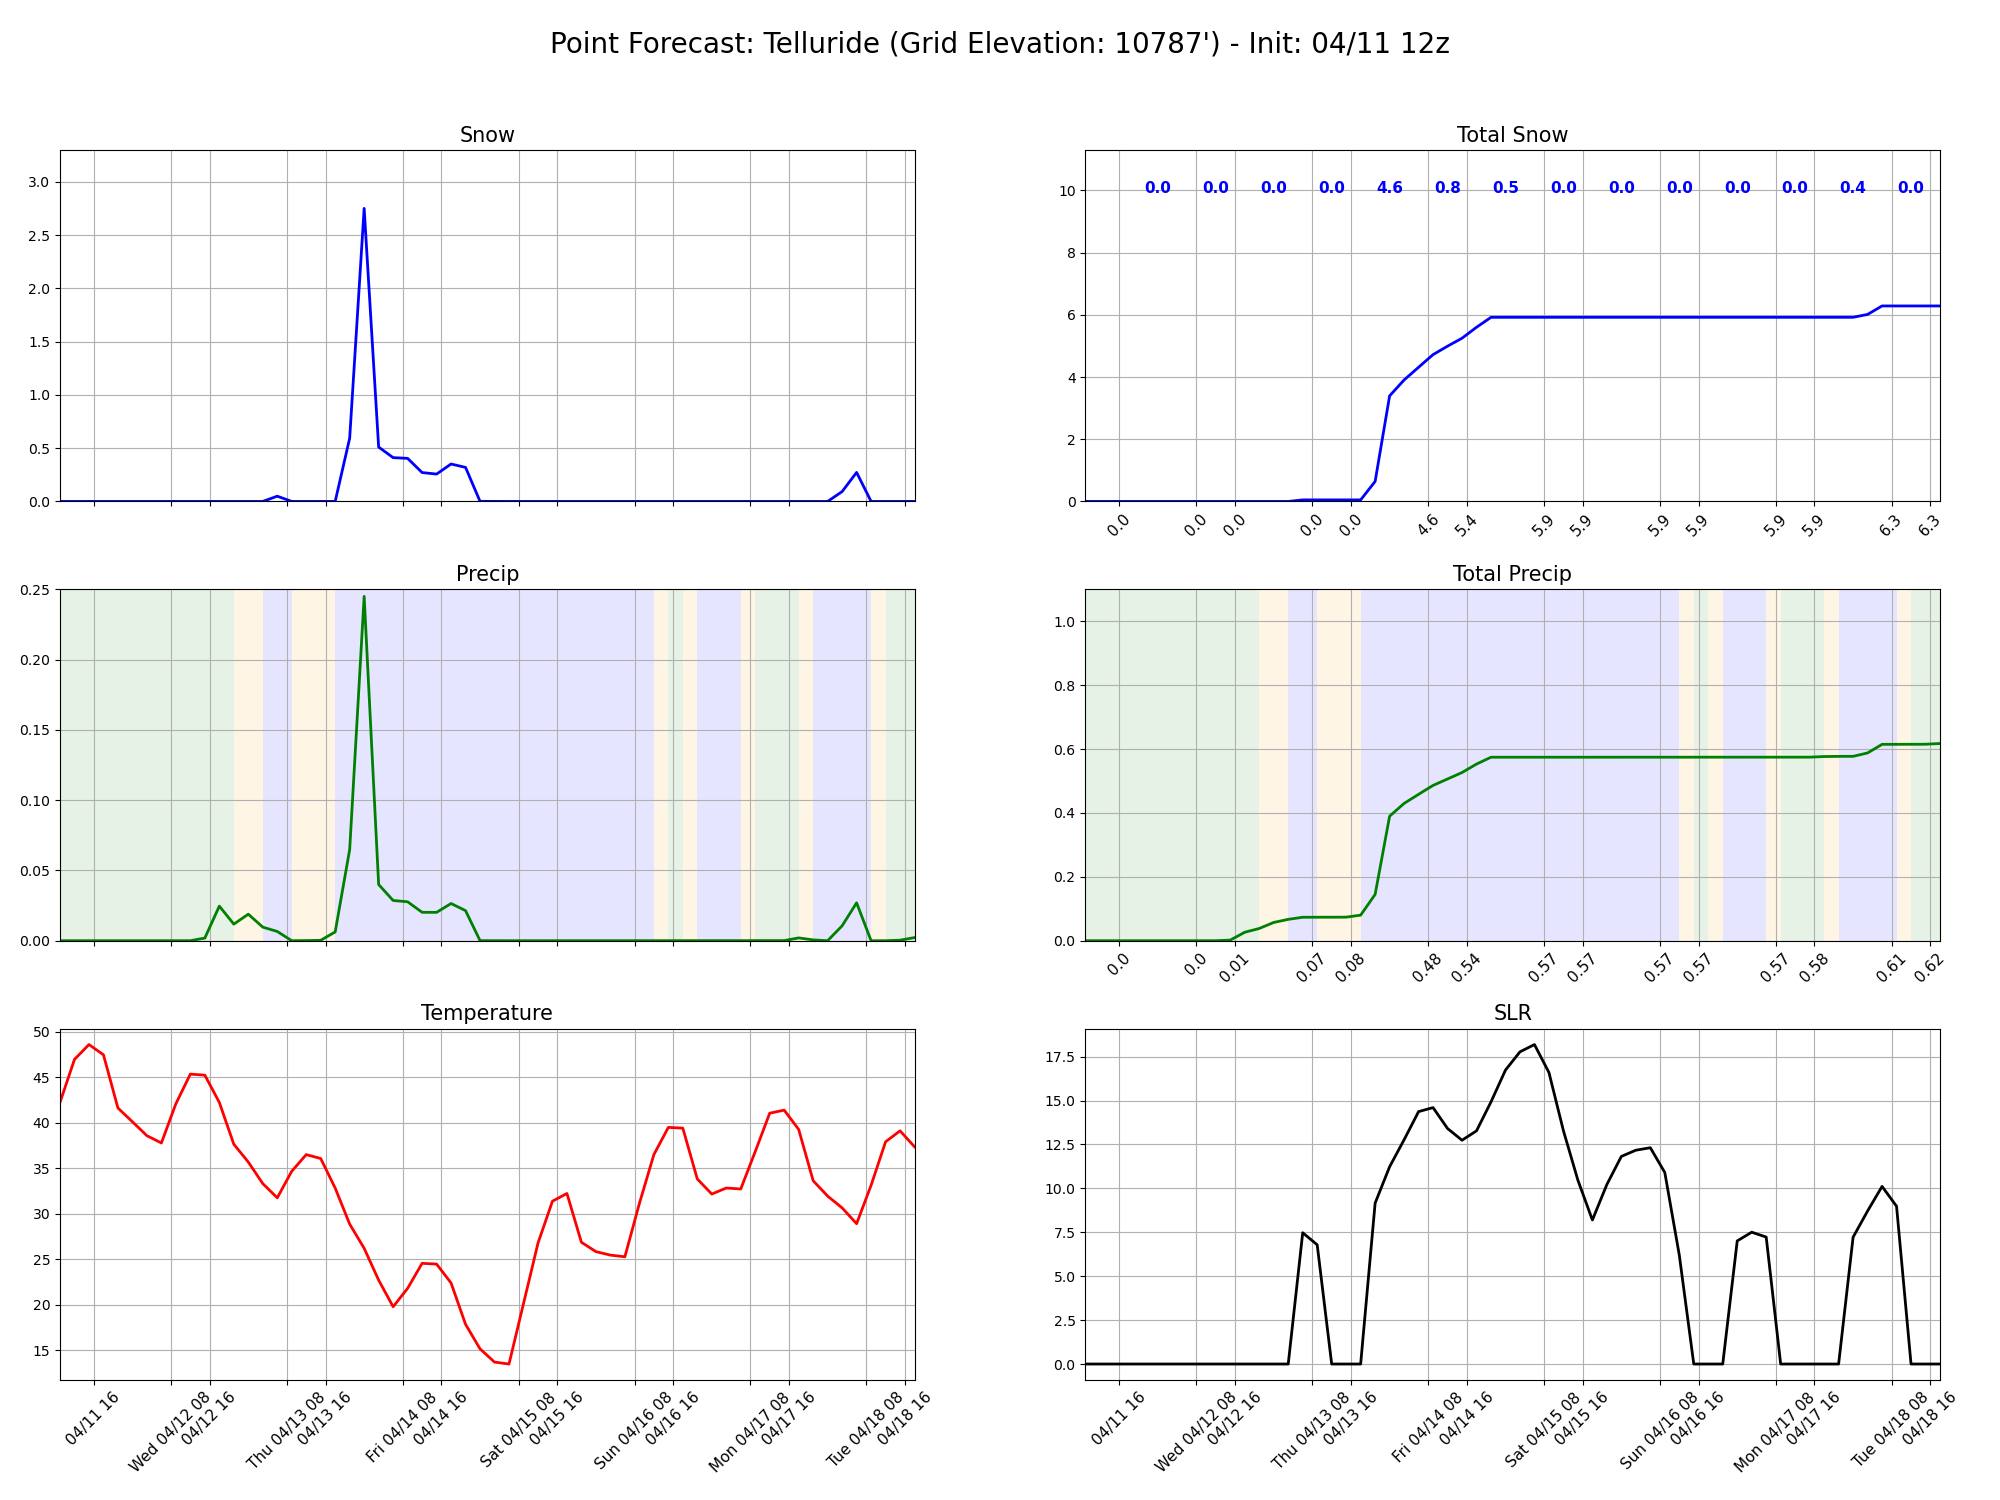 Point Forecast: Telluride (Grid Elevation: 10787') - Init: 04/11 12z
Snow
3.0
2.5
2.0
1.5
1.0
0.5
0.0
Total Snow
10
8
6
4
2
0
0.0 0.0 0.0 0.0 4.6 0.8 0.5 0.0 0.0 0.0 0.0 0.0 0.4 0.0
0.0 0.0 0.0 0.0 0.0 4.6 5.4 5.9 5.9 5.9 5.9 5.9 5.9 6.3 6.3
Precip
0.25
0.20
0.15
0.10
0.05
0.00
Total Precip
1.0
0.8
0.6
0.4
0.2
0.0
0.0 0.0 0.01 0.07 0.08 0.48 0.54 0.57 0.57 0.57 0.57 0.57 0.58 0.61 0.62
Temperature
50
45
40
35
30
25
20
15
04/11 16
Wed 04/12 08
04/12 16
Thu 04/13 08
04/13 16
Fri 04/14 08
04/14 16
Sat 04/15 08
04/15 16
Sun 04/16 08
04/16 16
Mon 04/17 08
04/17 16
Tue 04/18 08
04/18 16
SLR
17.5
15.0
12.5
10.0
7.5
5.0
2.5
0.0
04/11 16
Wed 04/12 08
04/12 16
Thu 04/13 08
04/13 16
Fri 04/14 08
04/14 16
Sat 04/15 08
04/15 16
Sun 04/16 08
04/16 16
Mon 04/17 08
04/17 16
Tue 04/18 08
04/18 16